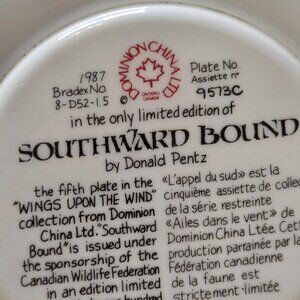 1987
Bradex No.
8-D52-1.5
DOMINION CHINA LTD
ONTARIO
CANADA
©
Plate No.
Assiette n°
9573C
in the only limited edition of
SOUTHWARD BOUND
by Donald Pentz
the fifth plate in the
"WINGS UPON THE WIND"
collection from Dominion
China Ltd. "Southward
Bound" is issued under
the sponsorship of the
Canadian Wildlife Federation
in an edition limited
hundred
«L'appel du sud» est la
cinquième assiette de collec
de la série restreinte
«Ailes dans le vent» de
Dominion China Ltée. Cett
production parrainée par la
Fédération canadienne
de la faune est
strictement limitée